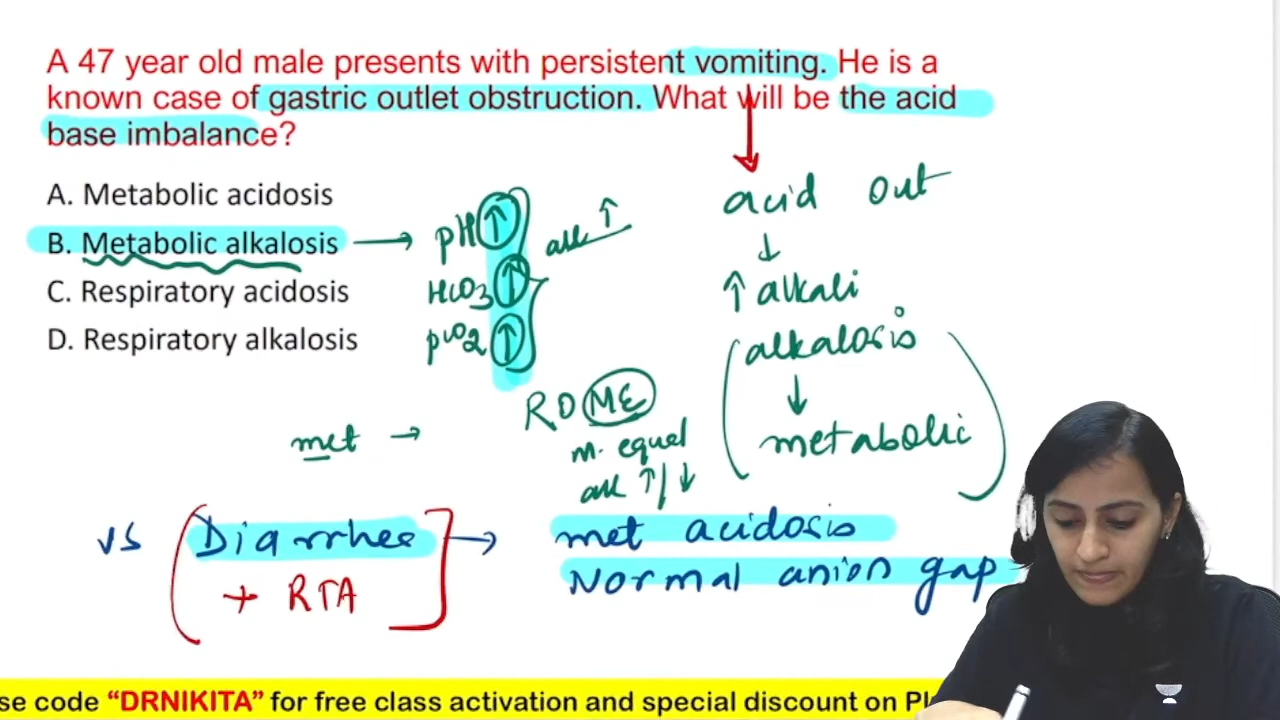 A 47 year old male presents with persistent vomiting. He is a
known case of gastric outlet obstruction. What will be the acid
base imbalance?
A. Metabolic acidosis
B. Metabolic alkalosis
C. Respiratory acidosis
D. Respiratory alkalosis
pH ↑
HCO3 ↑
pCO2 ↑
all ↑
acid out
↓
↑ alkali
alkalosis
↓
metabolic
met →
ROME
m. equal
all ↑/↓
vs (Diarrhea → met acidosis
+ RTA] Normal anion gap
se code “DRNIKITA” for free class activation and special discount on Pl